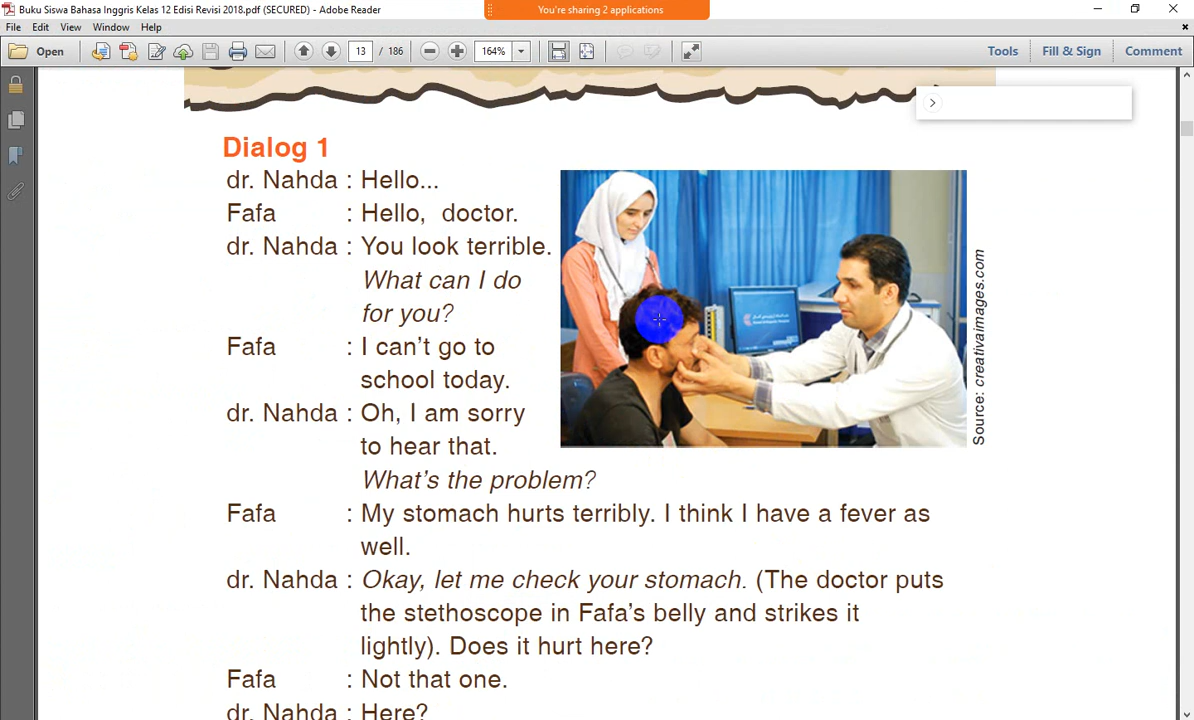 Buku Siswa Bahasa Inggris Kelas 12 Edisi Revisi 2018.pdf (SECURED) - Adobe Reader
You're sharing 2 applications
File Edit View Window Help
Open 13 / 186 164% Tools Fill & Sign Comment
Dialog 1
dr. Nahda : Hello...
Fafa : Hello, doctor.
dr. Nahda : You look terrible.
What can I do
for you?
Fafa : I can't go to
school today.
dr. Nahda : Oh, I am sorry
to hear that.
What's the problem?
Source: creativaimages.com
Fafa : My stomach hurts terribly. I think I have a fever as
well.
dr. Nahda : Okay, let me check your stomach. (The doctor puts
the stethoscope in Fafa's belly and strikes it
lightly). Does it hurt here?
Fafa : Not that one.
dr. Nahda : Here?